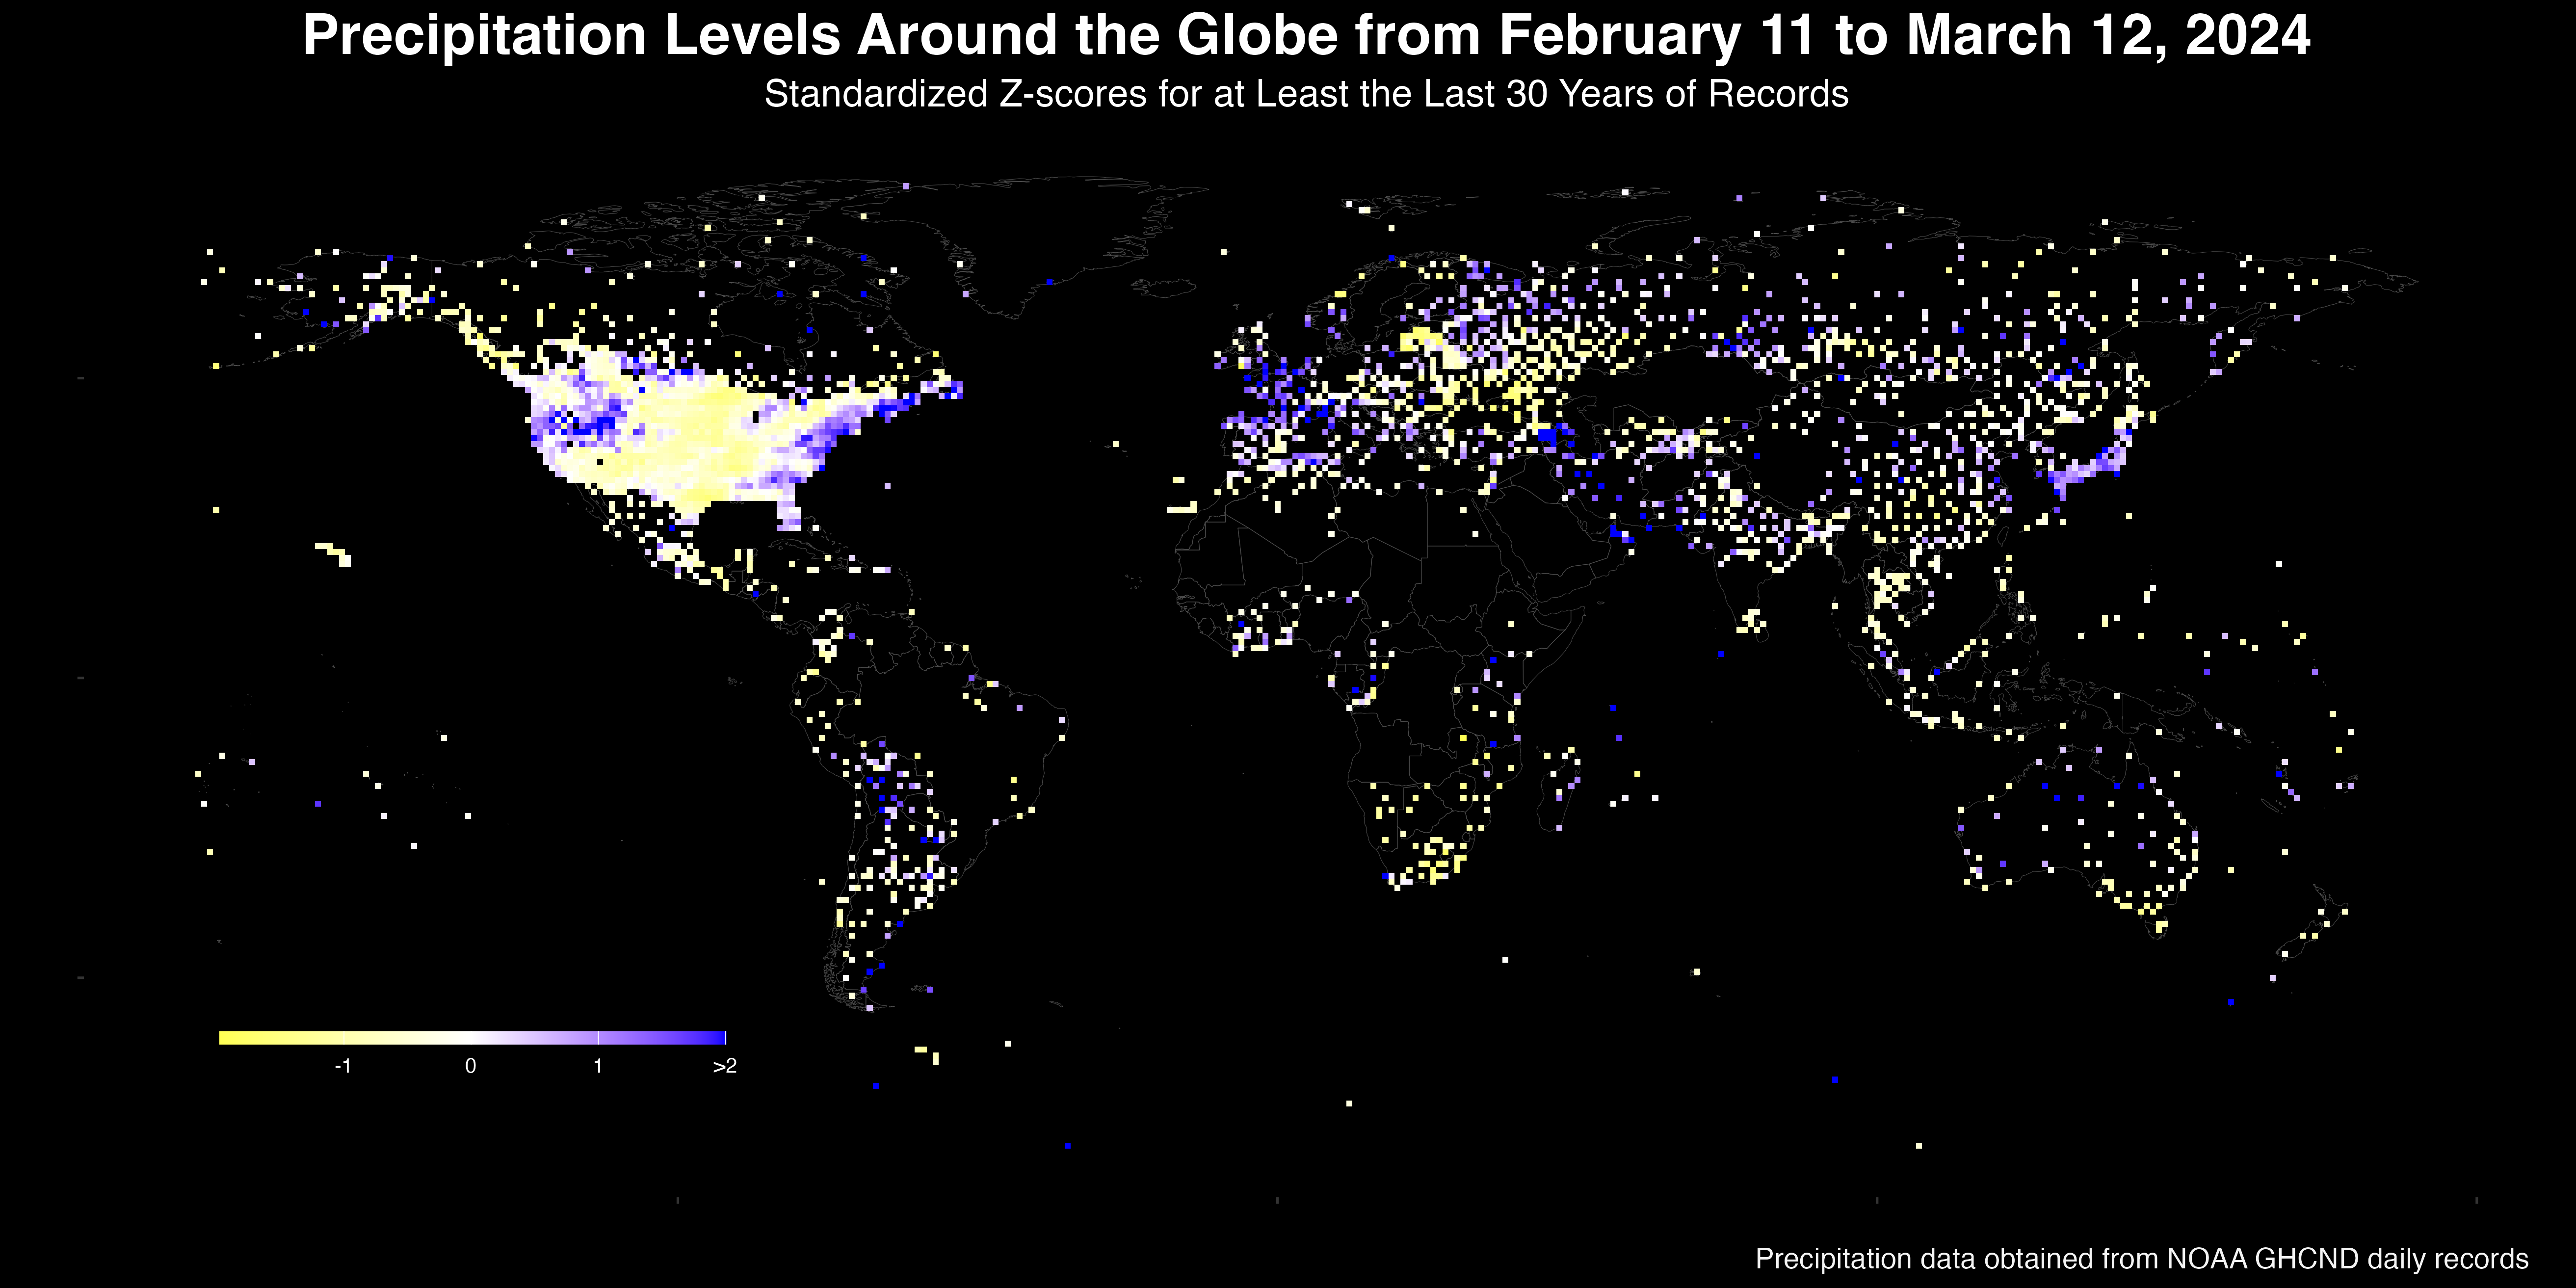 Precipitation Levels Around the Globe from February 11 to March 12, 2024
Standardized Z-scores for at Least the Last 30 Years of Records
-1 0 1 >2
Precipitation data obtained from NOAA GHCND daily records